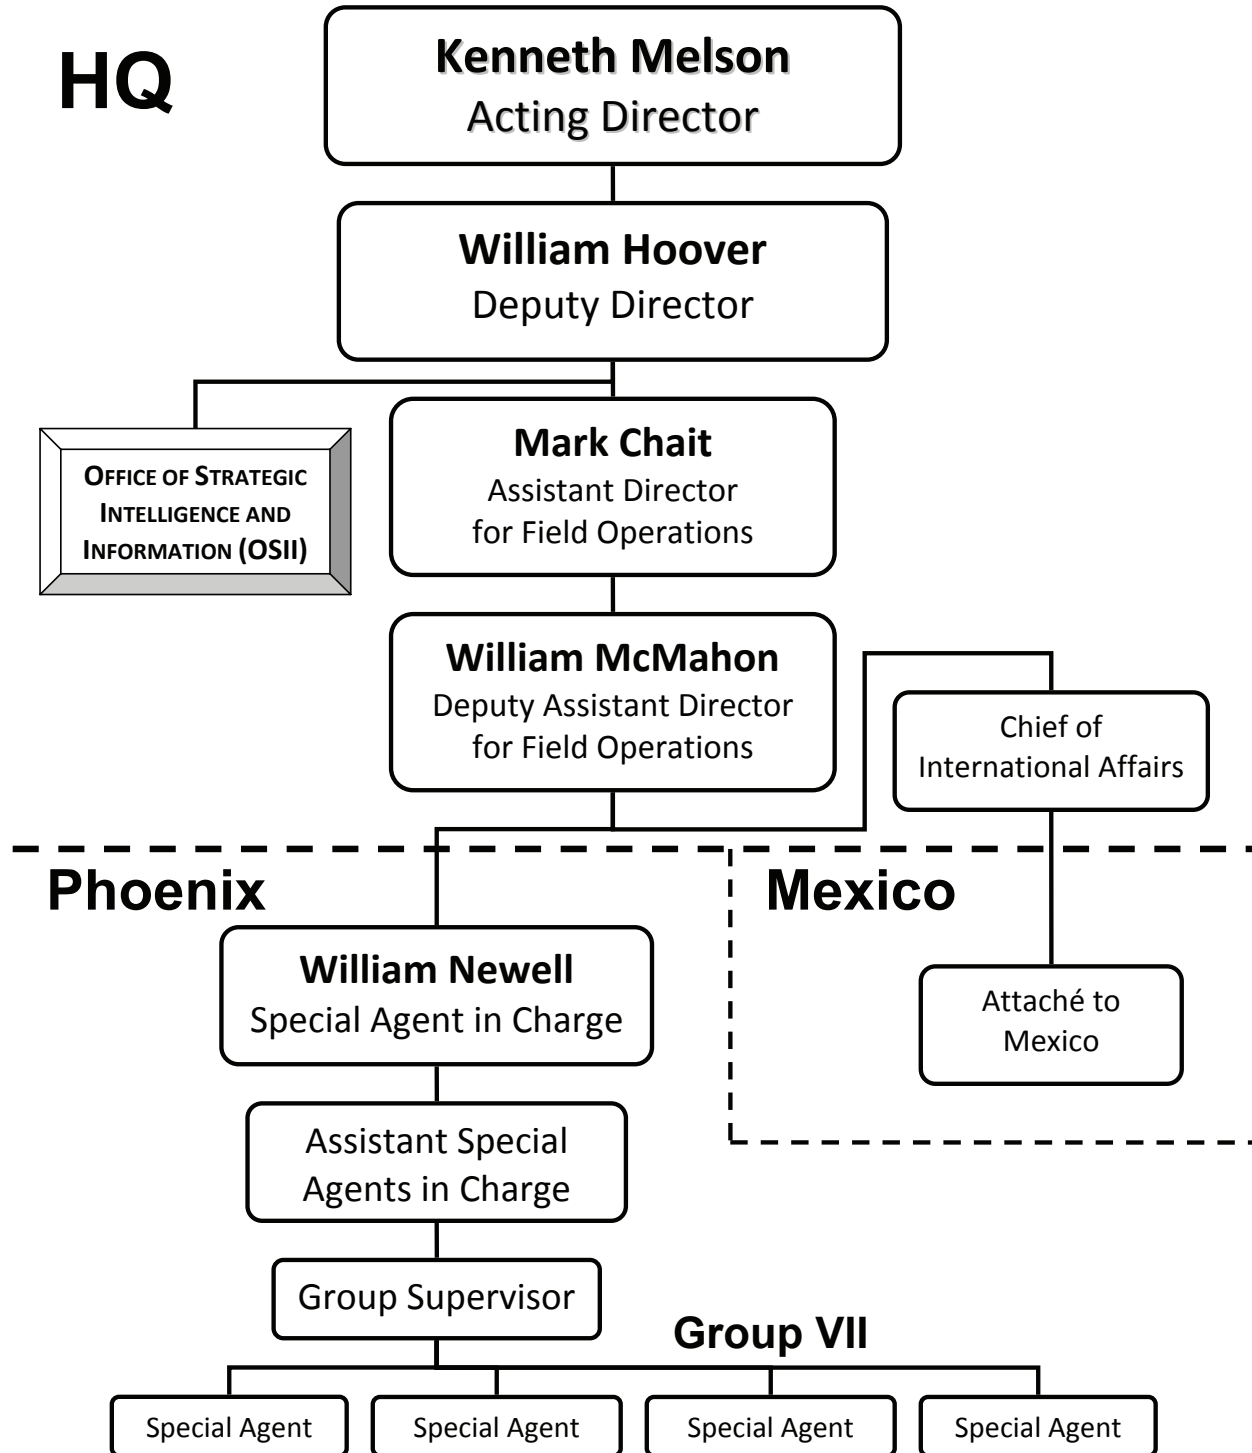 HQ
Kenneth Melson
Acting Director
William Hoover
Deputy Director
OFFICE OF STRATEGIC
INTELLIGENCE AND
INFORMATION (OSII)
Mark Chait
Assistant Director
for Field Operations
William McMahon
Deputy Assistant Director
for Field Operations
Chief of
International Affairs
Phoenix
Mexico
William Newell
Special Agent in Charge
Attaché to
Mexico
Assistant Special
Agents in Charge
Group Supervisor
Group VII
Special Agent
Special Agent
Special Agent
Special Agent